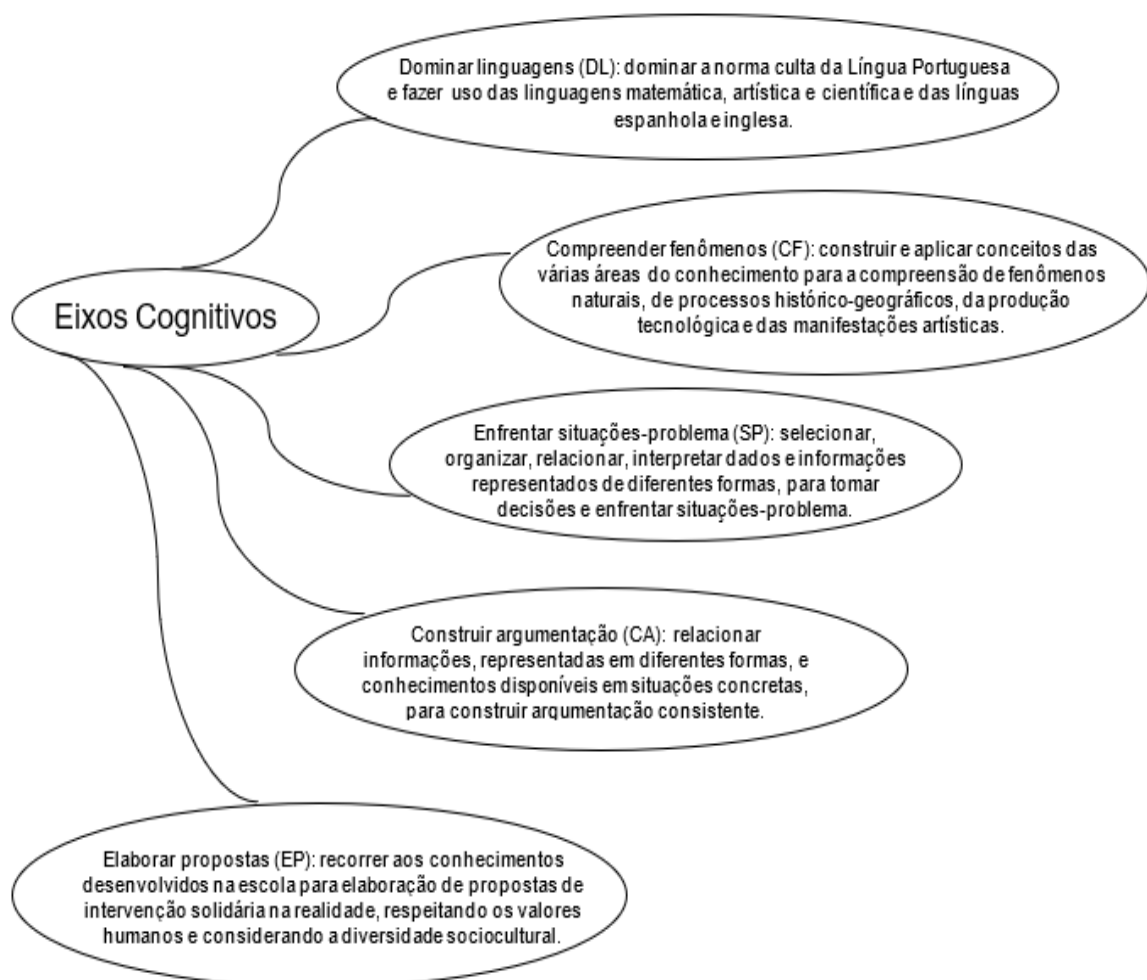 Dominar linguagens (DL): dominar a norma culta da Língua Portuguesa
e fazer uso das linguagens matemática, artística e científica e das línguas
espanhola e inglesa.
Compreender fenômenos (CF): construir e aplicar conceitos das
várias áreas do conhecimento para a compreensão de fenômenos
naturais, de processos histórico-geográficos, da produção
tecnológica e das manifestações artísticas.
Eixos Cognitivos
Enfrentar situações-problema (SP): selecionar,
organizar, relacionar, interpretar dados e informações
representados de diferentes formas, para tomar
decisões e enfrentar situações-problema.
Construir argumentação (CA): relacionar
informações, representadas em diferentes formas, e
conhecimentos disponíveis em situações concretas,
para construir argumentação consistente.
Elaborar propostas (EP): recorrer aos conhecimentos
desenvolvidos na escola para elaboração de propostas de
intervenção solidária na realidade, respeitando os valores
humanos e considerando a diversidade sociocultural.